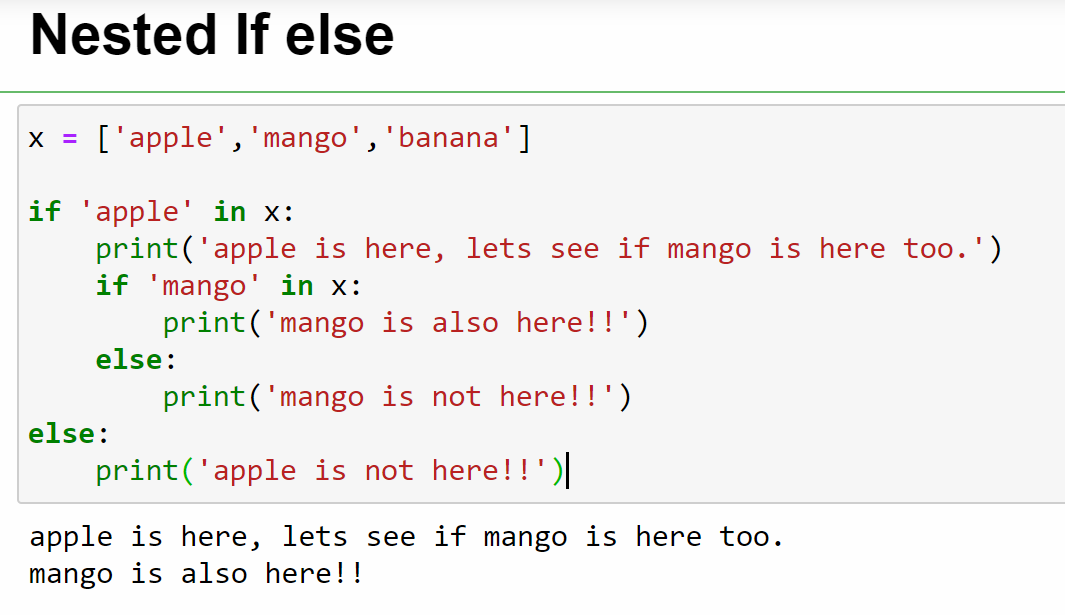 Nested If else
x = ['apple','mango','banana']
if 'apple' in x:
    print('apple is here, lets see if mango is here too.')
    if 'mango' in x:
        print('mango is also here!!')
    else:
        print('mango is not here!!')
else:
    print('apple is not here!!')
apple is here, lets see if mango is here too.
mango is also here!!